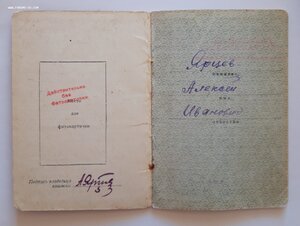 Действительно
без
фотокарточки
для
фотокарточки
Подпись владельца
книжки
Ярцев
фамилия
Алексей
имя
Иванович
отчество